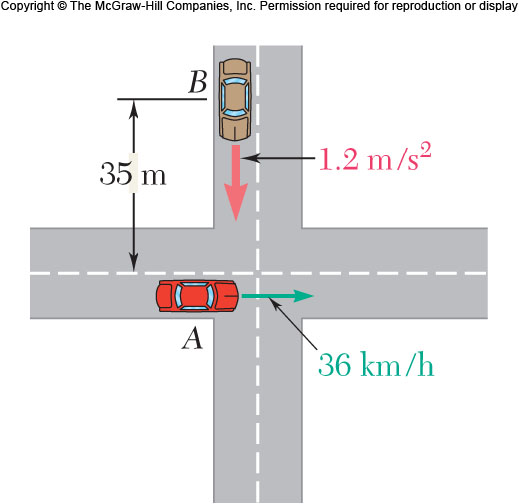 Copyright © The McGraw-Hill Companies, Inc. Permission required for reproduction or display
B
1.2 m/s²
35 m
A
36 km/h